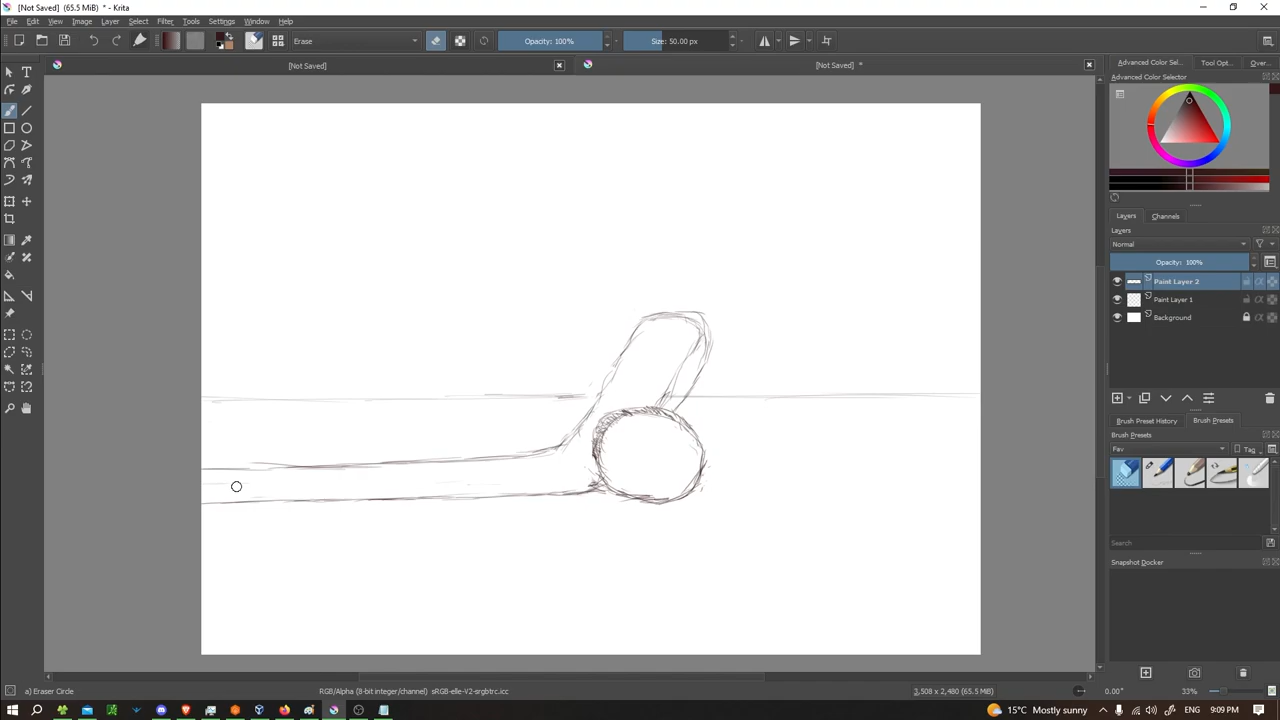 [Not Saved] (65.5 MiB) * - Krita
File Edit View Image Layer Select Filter Tools Settings Window Help
Erase
Opacity: 100%
Size: 50.00 px
[Not Saved]
[Not Saved] *
Advanced Color Sel...
Tool Opt...
Over...
Advanced Color Selector
Layers
Channels
Layers
Normal
Opacity: 100%
Paint Layer 2
Paint Layer 1
Background
Brush Preset History
Brush Presets
Brush Presets
Fav
Tag
Search
Snapshot Docker
a) Eraser Circle
RGB/Alpha (8-bit integer/channel) sRGB-elle-V2-srgbtrc.icc
3,508 x 2,480 (65.5 MiB)
0.00°
33%
15°C Mostly sunny
ENG
9:09 PM